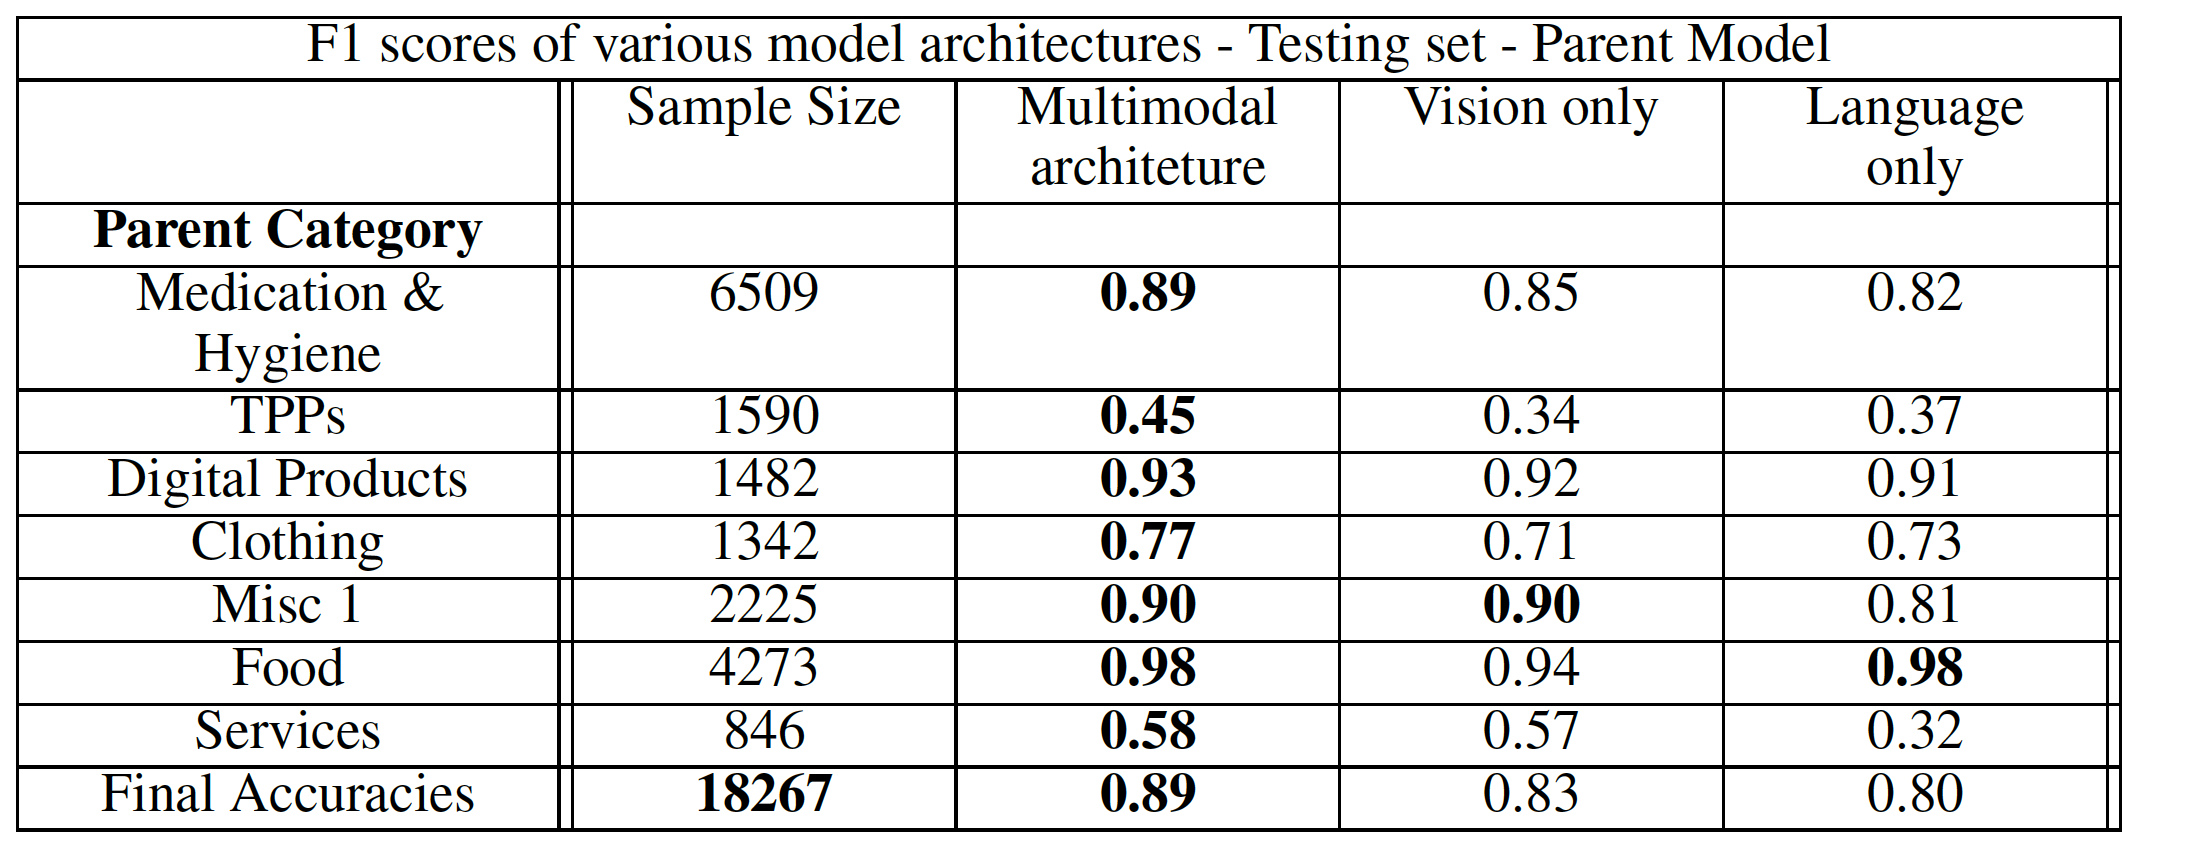 F1 scores of various model architectures - Testing set - Parent Model
Sample Size Multimodal architeture Vision only Language only
Parent Category
Medication & Hygiene 6509 0.89 0.85 0.82
TPPs 1590 0.45 0.34 0.37
Digital Products 1482 0.93 0.92 0.91
Clothing 1342 0.77 0.71 0.73
Misc 1 2225 0.90 0.90 0.81
Food 4273 0.98 0.94 0.98
Services 846 0.58 0.57 0.32
Final Accuracies 18267 0.89 0.83 0.80